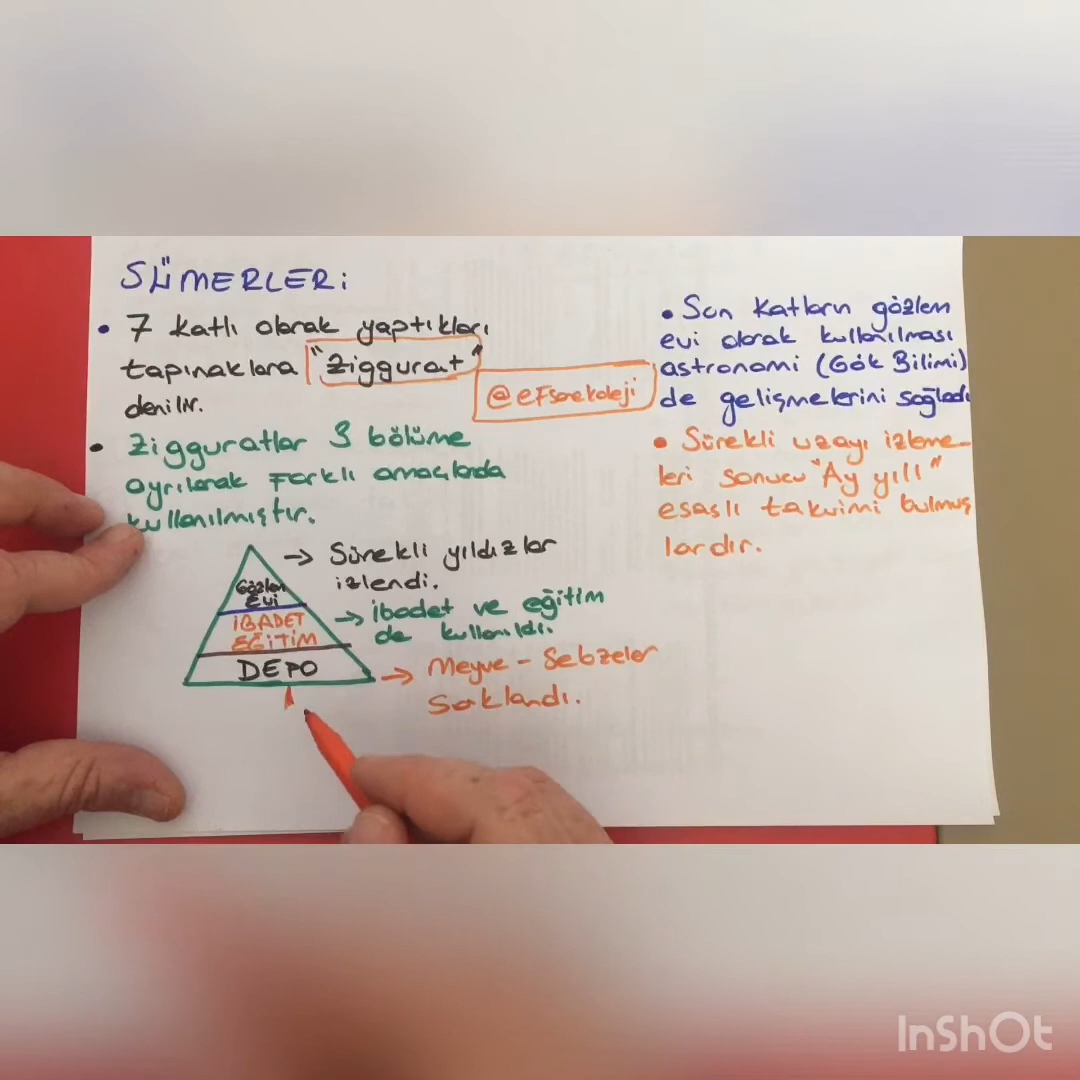 SÜMERLER:
• 7 katlı olarak yaptıkları
tapınaklara "Ziggurat"
denilir.
@efsanekoleji
• Zigguratlar 3 bölüme
ayrılarak farklı amaçlarda
kullanılmıştır.
Gözlem
Evi
→ Sürekli yıldızlar
izlendi.
İBADET
EĞİTİM
→ İbadet ve eğitim
de kullanıldı.
DEPO
→ Meyve - Sebzeler
Saklandı.
• Son katların gözlem
evi olarak kullanılması
astronomi (Gök Bilimi)
de gelişmelerini sağladı
• Sürekli uzayı izleme-
leri sonucu "Ay yılı"
esaslı takvimi bulmuş
lardır.
InShOt